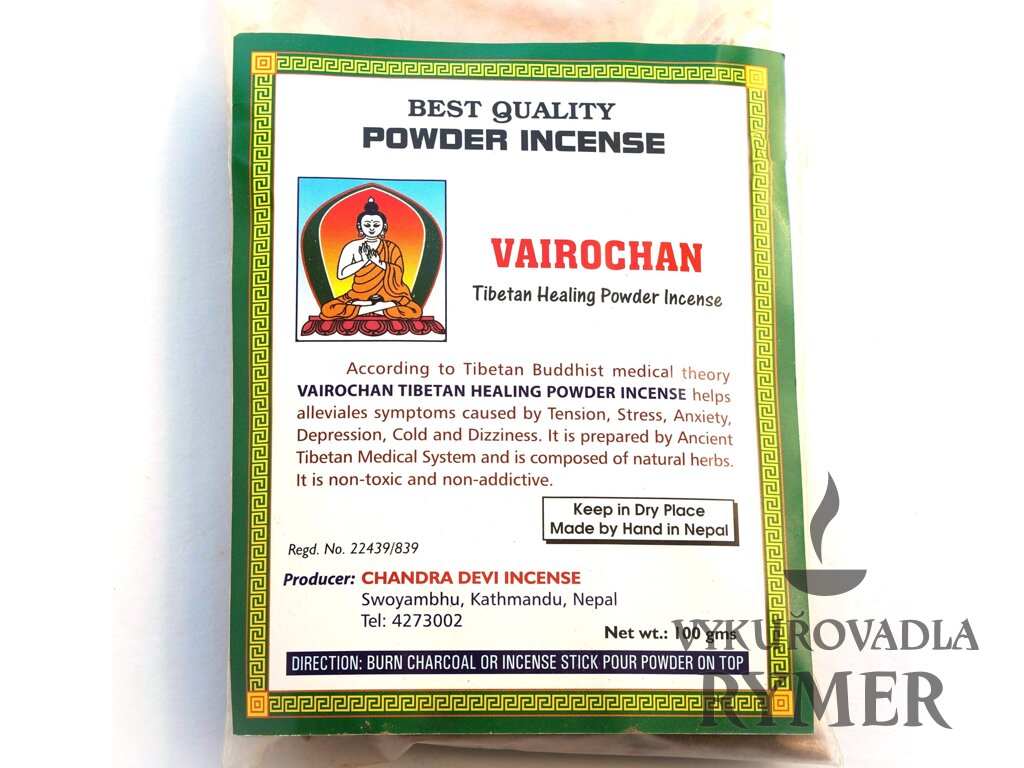 BEST QUALITY
POWDER INCENSE
VAIROCHAN
Tibetan Healing Powder Incense
According to Tibetan Buddhist medical theory
VAIROCHAN TIBETAN HEALING POWDER INCENSE helps
alleviales symptoms caused by Tension, Stress, Anxiety,
Depression, Cold and Dizziness. It is prepared by Ancient
Tibetan Medical System and is composed of natural herbs.
It is non-toxic and non-addictive.
Keep in Dry Place
Made by Hand in Nepal
Regd. No. 22439/839
Producer: CHANDRA DEVI INCENSE
Swoyambhu, Kathmandu, Nepal
Tel: 4273002
Net wt.: 100 gms
DIRECTION: BURN CHARCOAL OR INCENSE STICK POUR POWDER ON TOP
VYKUŘOVADLA
RYMER